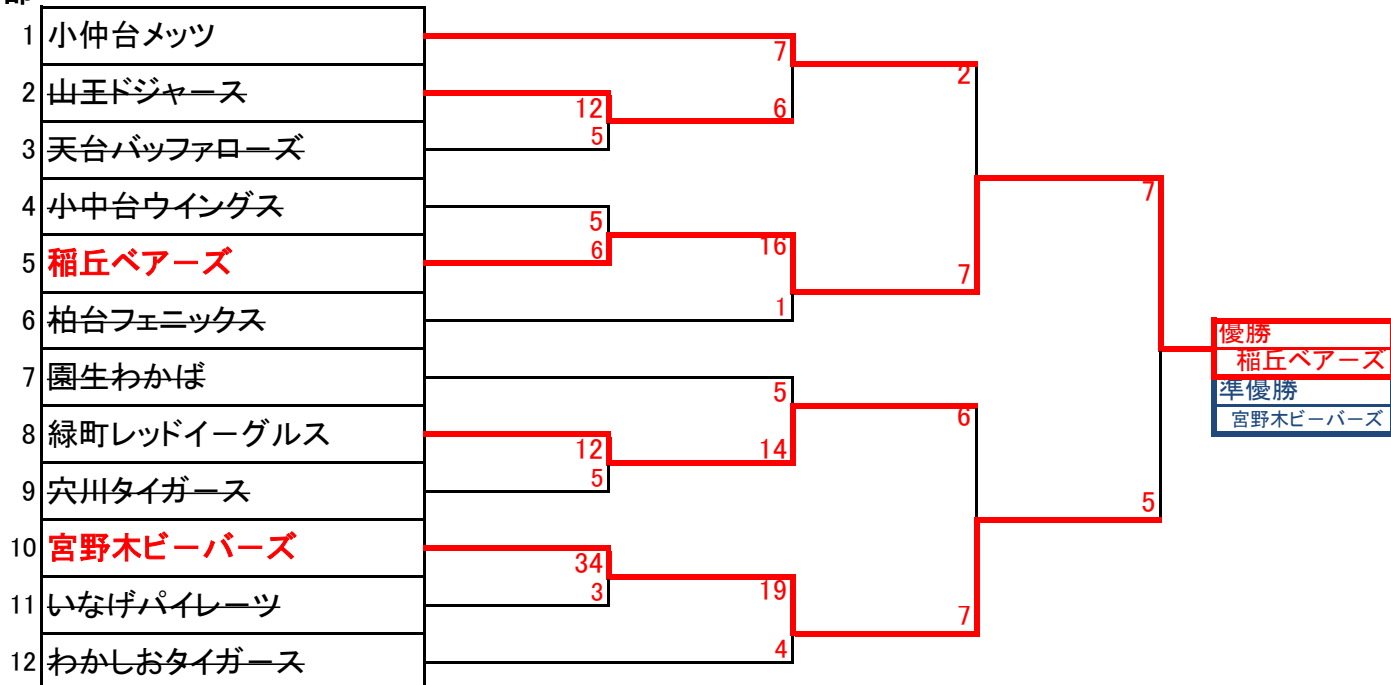 部
1 小仲台メッツ
7
2
2 山王ドジャース
12
6
5
3 天台バッファローズ
7
4 小中台ウイングス
5
16
6
5 稲丘ベアーズ
7
1
6 柏台フェニックス
優勝
稲丘ベアーズ
7 園生わかば
5
準優勝
宮野木ビーバーズ
6
8 緑町レッドイーグルス
12
14
5
9 穴川タイガース
5
10 宮野木ビーバーズ
34
19
3
11 いなげパイレーツ
7
4
12 わかしおタイガース